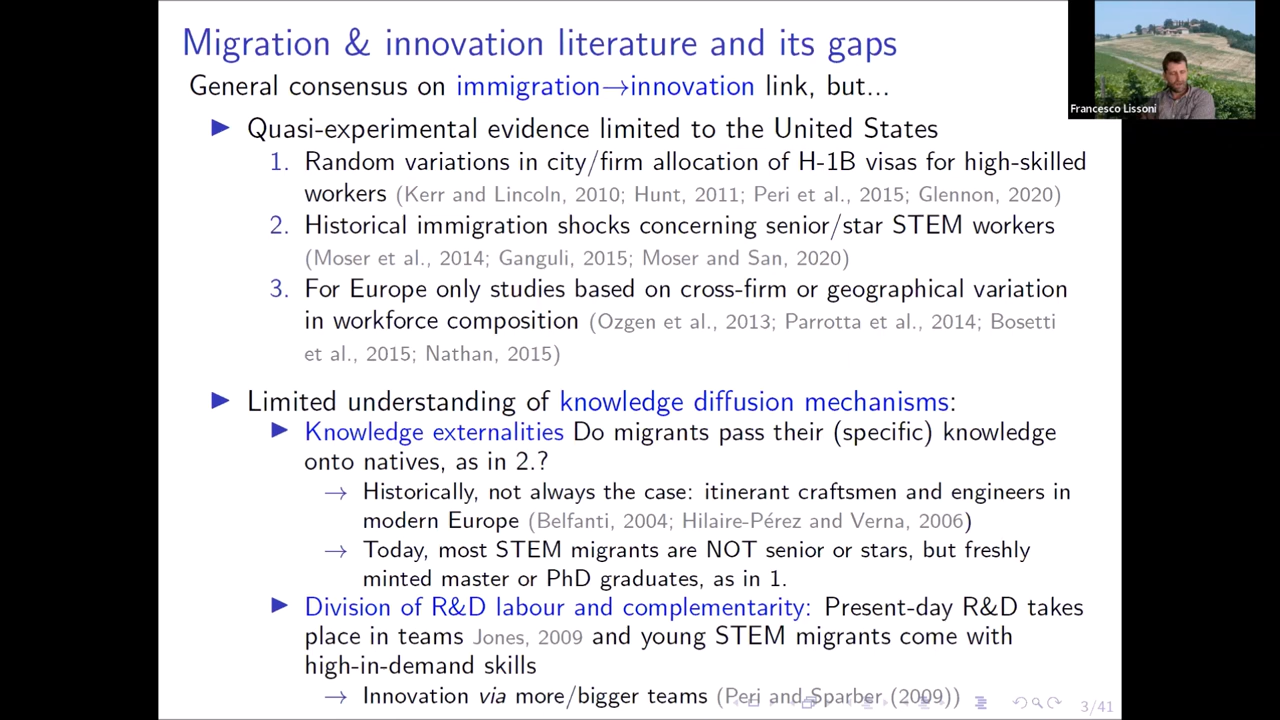 Migration & innovation literature and its gaps
General consensus on immigration→innovation link, but...
▶ Quasi-experimental evidence limited to the United States
1. Random variations in city/firm allocation of H-1B visas for high-skilled
workers (Kerr and Lincoln, 2010; Hunt, 2011; Peri et al., 2015; Glennon, 2020)
2. Historical immigration shocks concerning senior/star STEM workers
(Moser et al., 2014; Ganguli, 2015; Moser and San, 2020)
3. For Europe only studies based on cross-firm or geographical variation
in workforce composition (Ozgen et al., 2013; Parrotta et al., 2014; Bosetti
et al., 2015; Nathan, 2015)
▶ Limited understanding of knowledge diffusion mechanisms:
▶ Knowledge externalities Do migrants pass their (specific) knowledge
onto natives, as in 2.?
→ Historically, not always the case: itinerant craftsmen and engineers in
modern Europe (Belfanti, 2004; Hilaire-Pérez and Verna, 2006)
→ Today, most STEM migrants are NOT senior or stars, but freshly
minted master or PhD graduates, as in 1.
▶ Division of R&D labour and complementarity: Present-day R&D takes
place in teams Jones, 2009 and young STEM migrants come with
high-in-demand skills
→ Innovation via more/bigger teams (Peri and Sparber (2009))
3/41
Francesco Lissoni